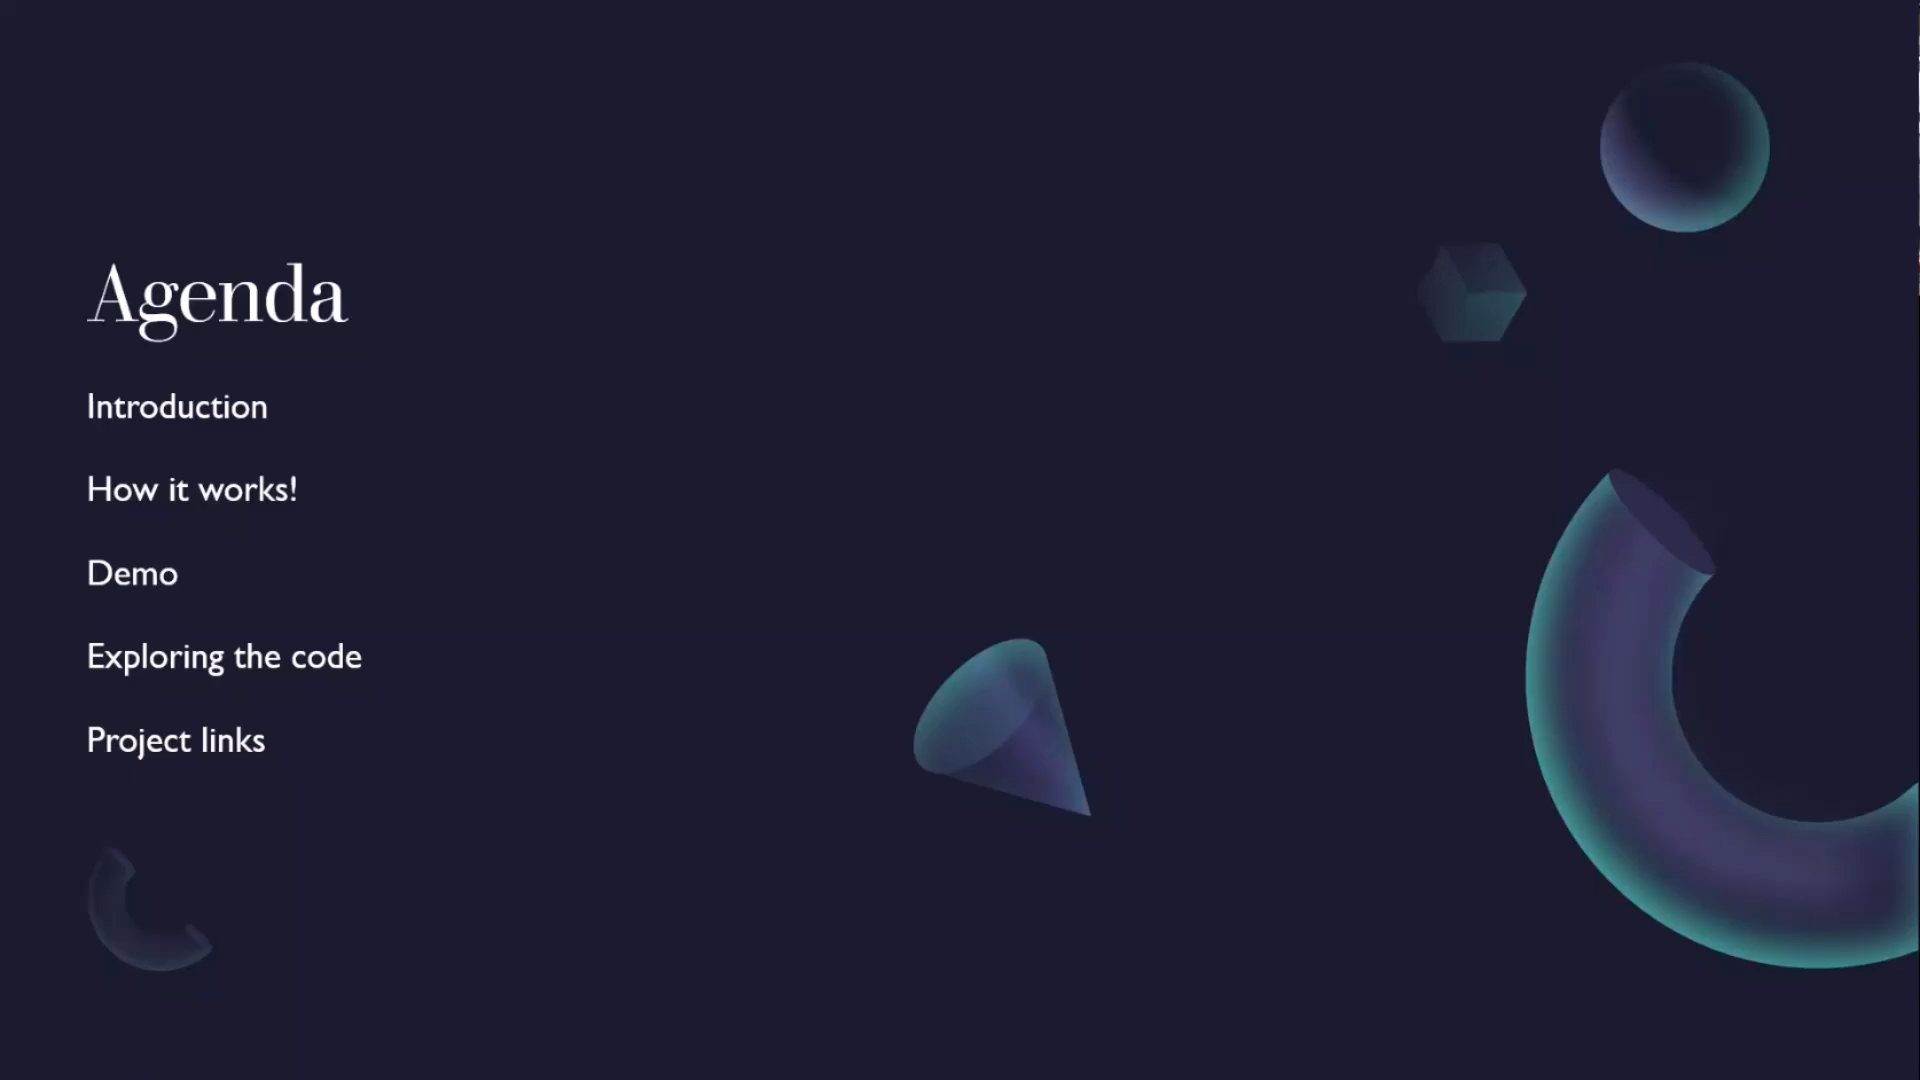 Agenda
Introduction
How it works!
Demo
Exploring the code
Project links